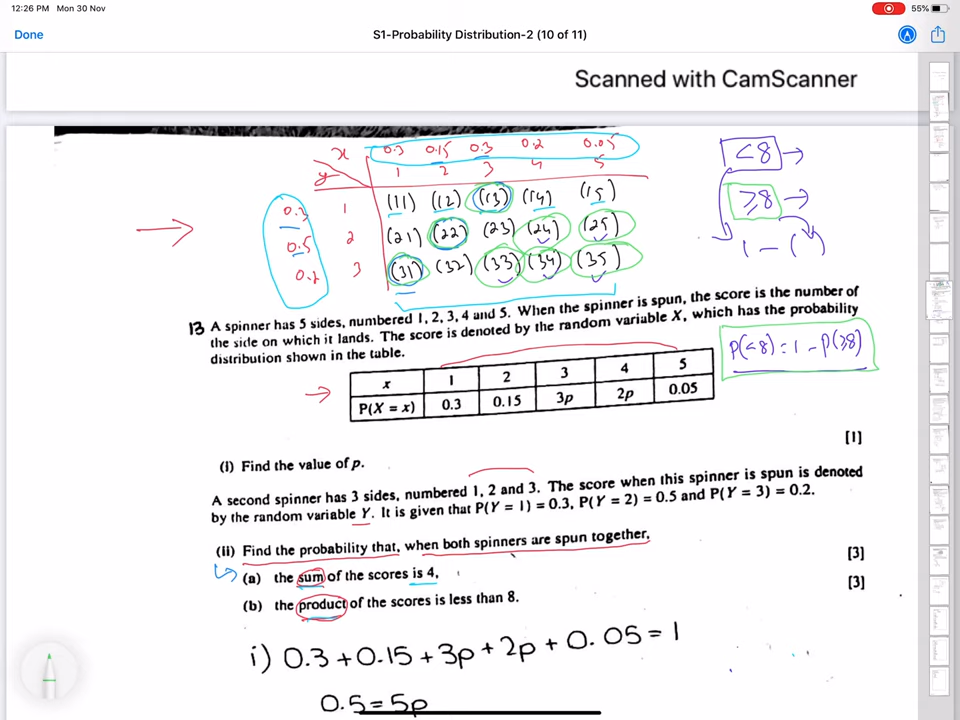 12:26 PM Mon 30 Nov
55%
Done
S1-Probability Distribution-2 (10 of 11)
Scanned with CamScanner
x 0.3 0.15 0.3 0.2 0.05
y 1 2 3 4 5
0.3 1 (11) (12) (13) (14) (15)
0.5 2 (21) (22) (23) (24) (25)
0.2 3 (31) (32) (33) (34) (35)
<8 →
≥8 →
1 - ( )
13 A spinner has 5 sides, numbered 1, 2, 3, 4 and 5. When the spinner is spun, the score is the number of
the side on which it lands. The score is denoted by the random variable X, which has the probability
distribution shown in the table.
P(<8) = 1 - P(≥8)
x 1 2 3 4 5
P(X = x) 0.3 0.15 3p 2p 0.05
[1]
(i) Find the value of p.
A second spinner has 3 sides, numbered 1, 2 and 3. The score when this spinner is spun is denoted
by the random variable Y. It is given that P(Y = 1) = 0.3, P(Y = 2) = 0.5 and P(Y = 3) = 0.2.
(ii) Find the probability that, when both spinners are spun together,
(a) the sum of the scores is 4, [3]
(b) the product of the scores is less than 8. [3]
i) 0.3 + 0.15 + 3p + 2p + 0.05 = 1
0.5 = 5p